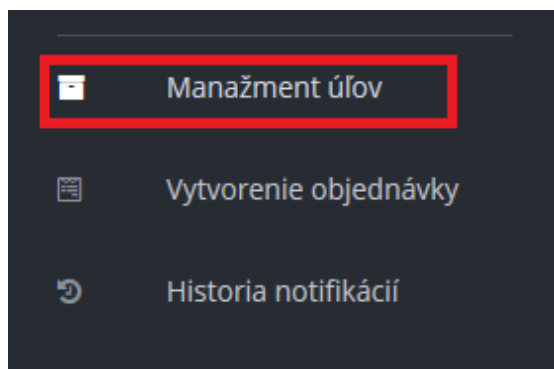 Manažment úľov
Vytvorenie objednávky
Historia notifikácií